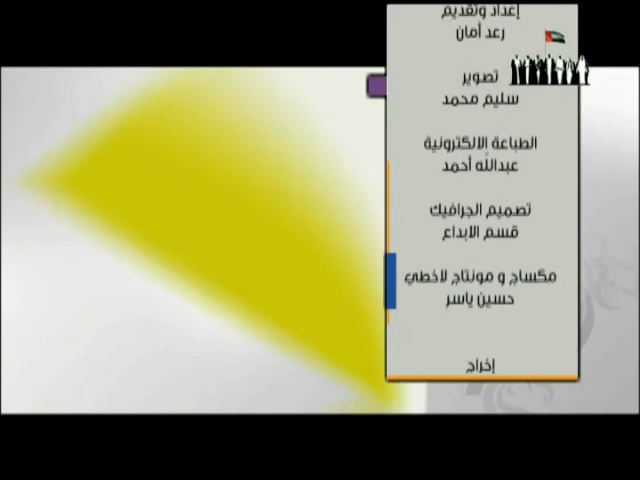 إعداد وتقديم
رعد أمان
تصوير
سليم محمد
الطباعة الالكترونية
عبدالله أحمد
تصميم الجرافيك
قسم الأبداع
مكساج و مونتاج لاخطي
حسين ياسر
إخراج